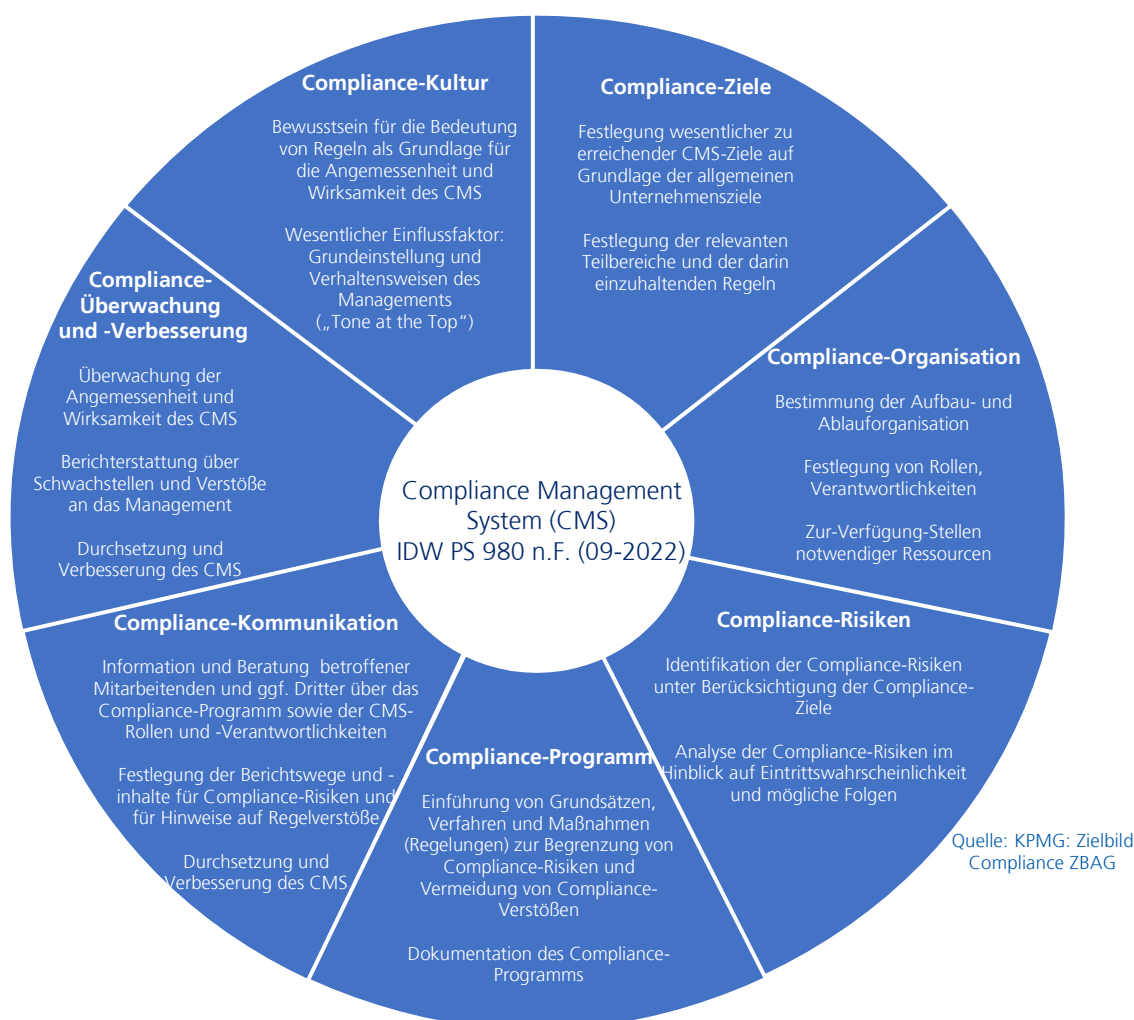 Compliance-Kultur
Bewusstsein für die Bedeutung
von Regeln als Grundlage für
die Angemessenheit und
Wirksamkeit des CMS
Wesentlicher Einflussfaktor:
Grundeinstellung und
Verhaltensweisen des
Managements
(„Tone at the Top“)
Compliance-Ziele
Festlegung wesentlicher zu
erreichender CMS-Ziele auf
Grundlage der allgemeinen
Unternehmensziele
Festlegung der relevanten
Teilbereiche und der darin
einzuhaltenden Regeln
Compliance-Organisation
Bestimmung der Aufbau- und
Ablauforganisation
Festlegung von Rollen,
Verantwortlichkeiten
Zur-Verfügung-Stellen
notwendiger Ressourcen
Compliance-Risiken
Identifikation der Compliance-Risiken
unter Berücksichtigung der Compliance-
Ziele
Analyse der Compliance-Risiken im
Hinblick auf Eintrittswahrscheinlichkeit
und mögliche Folgen
Compliance-Programm
Einführung von Grundsätzen,
Verfahren und Maßnahmen
(Regelungen) zur Begrenzung von
Compliance-Risiken und
Vermeidung von Compliance-
Verstößen
Dokumentation des Compliance-
Programms
Compliance-Kommunikation
Information und Beratung  betroffener
Mitarbeitenden und ggf. Dritter über das
Compliance-Programm sowie der CMS-
Rollen und -Verantwortlichkeiten
Festlegung der Berichtswege und -
inhalte für Compliance-Risiken und
für Hinweise auf Regelverstöße
Durchsetzung und
Verbesserung des CMS
Compliance-
Überwachung
und -Verbesserung
Überwachung der
Angemessenheit und
Wirksamkeit des CMS
Berichterstattung über
Schwachstellen und Verstöße
an das Management
Durchsetzung und
Verbesserung des CMS
Compliance Management
System (CMS)
IDW PS 980 n.F. (09-2022)
Quelle: KPMG: Zielbild
Compliance ZBAG